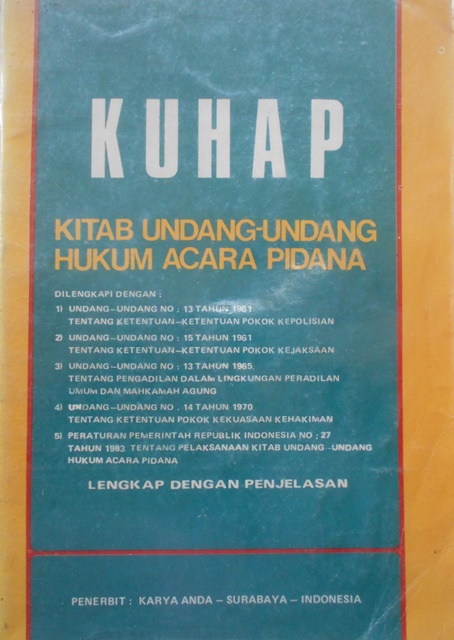 KUHAP
KITAB UNDANG-UNDANG
HUKUM ACARA PIDANA
DILENGKAPI DENGAN :
1) UNDANG-UNDANG NO : 13 TAHUN 1961
TENTANG KETENTUAN-KETENTUAN POKOK KEPOLISIAN
2) UNDANG-UNDANG NO : 15 TAHUN 1961
TENTANG KETENTUAN-KETENTUAN POKOK KEJAKSAAN
3) UNDANG-UNDANG NO : 13 TAHUN 1965.
TENTANG PENGADILAN DALAM LINGKUNGAN PERADILAN
UMUM DAN MAHKAMAH AGUNG
4) UNDANG-UNDANG NO . 14 TAHUN 1970
TENTANG KETENTUAN POKOK KEKUASAAN KEHAKIMAN
5) PERATURAN PEMERINTAH REPUBLIK INDONESIA NO ; 27
TAHUN 1983 TENTANG PELAKSANAAN KITAB UNDANG-UNDANG
HUKUM ACARA PIDANA
LENGKAP DENGAN PENJELASAN
PENERBIT : KARYA ANDA - SURABAYA - INDONESIA